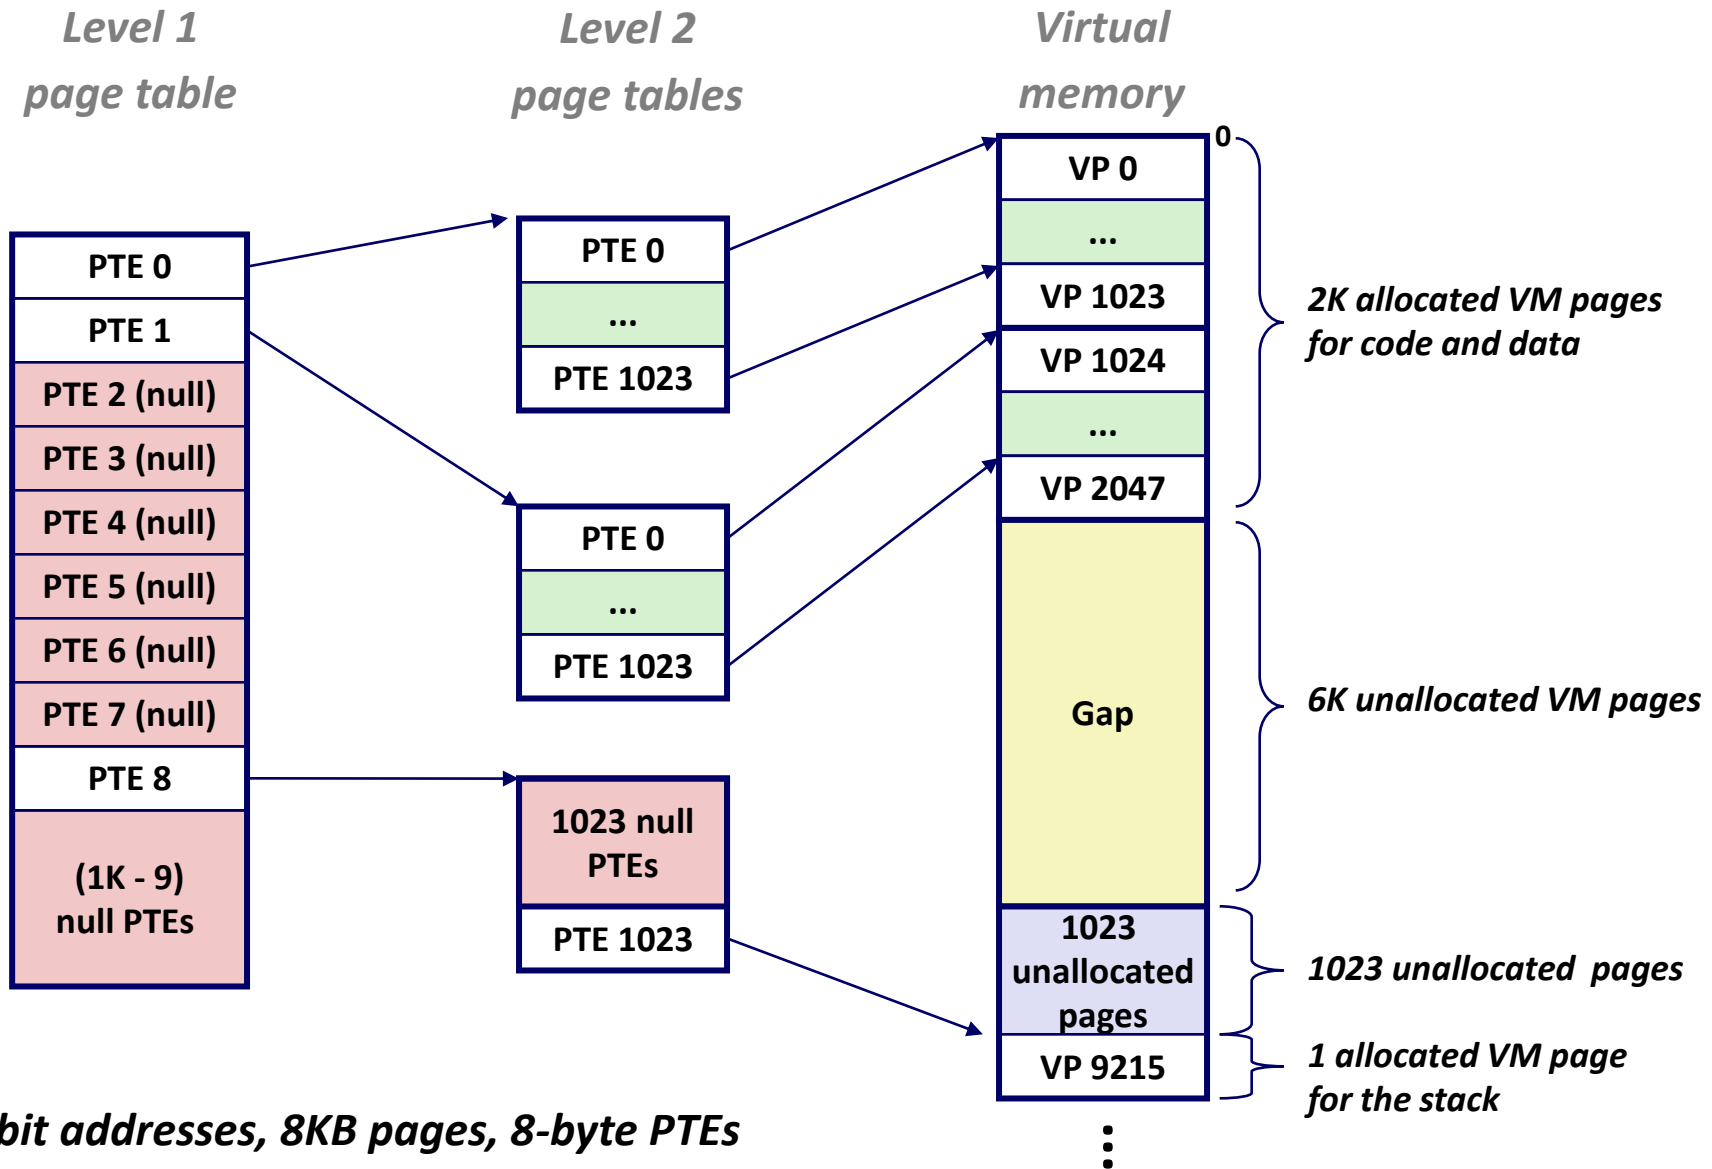 Level 1
page table
Level 2
page tables
Virtual
memory
PTE 0
PTE 1
PTE 2 (null)
PTE 3 (null)
PTE 4 (null)
PTE 5 (null)
PTE 6 (null)
PTE 7 (null)
PTE 8
(1K - 9)
null PTEs
PTE 0
...
PTE 1023
PTE 0
...
PTE 1023
1023 null
PTEs
PTE 1023
0
VP 0
...
VP 1023
VP 1024
...
VP 2047
Gap
1023
unallocated
pages
VP 9215
2K allocated VM pages
for code and data
6K unallocated VM pages
1023 unallocated pages
1 allocated VM page
for the stack
bit addresses, 8KB pages, 8-byte PTEs